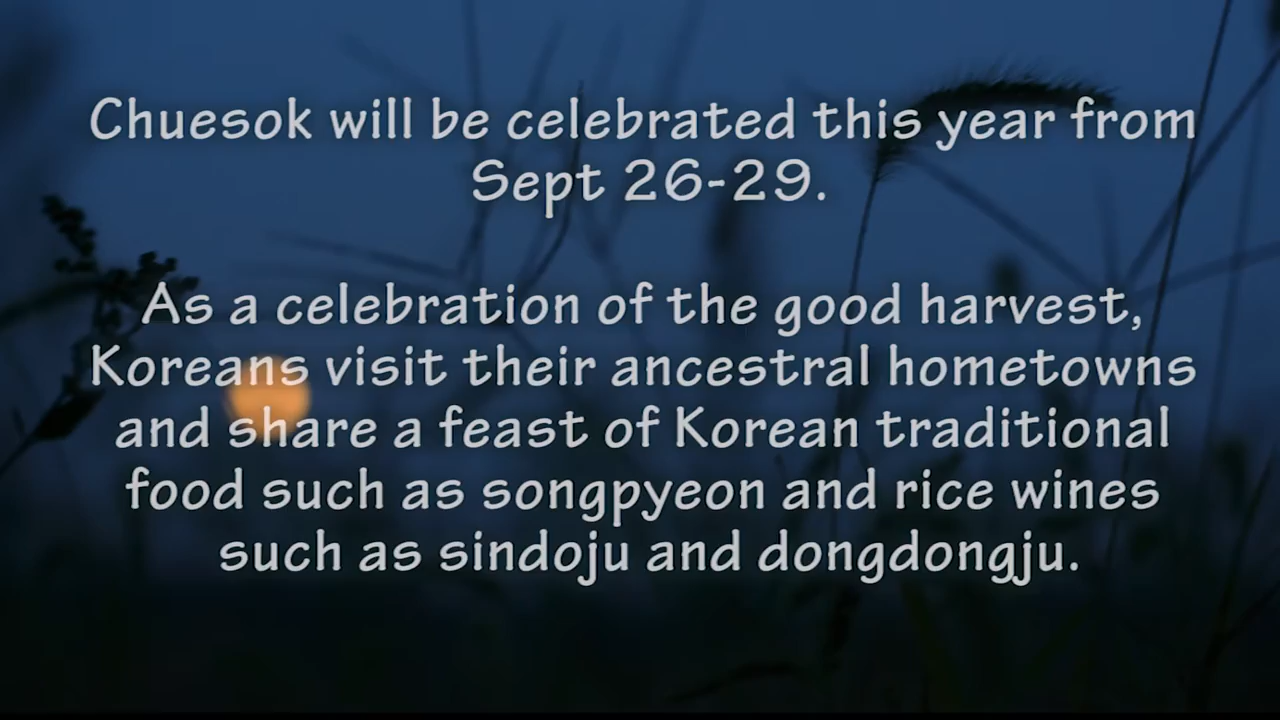 Chuesok will be celebrated this year from
Sept 26-29.
As a celebration of the good harvest,
Koreans visit their ancestral hometowns
and share a feast of Korean traditional
food such as songpyeon and rice wines
such as sindoju and dongdongju.